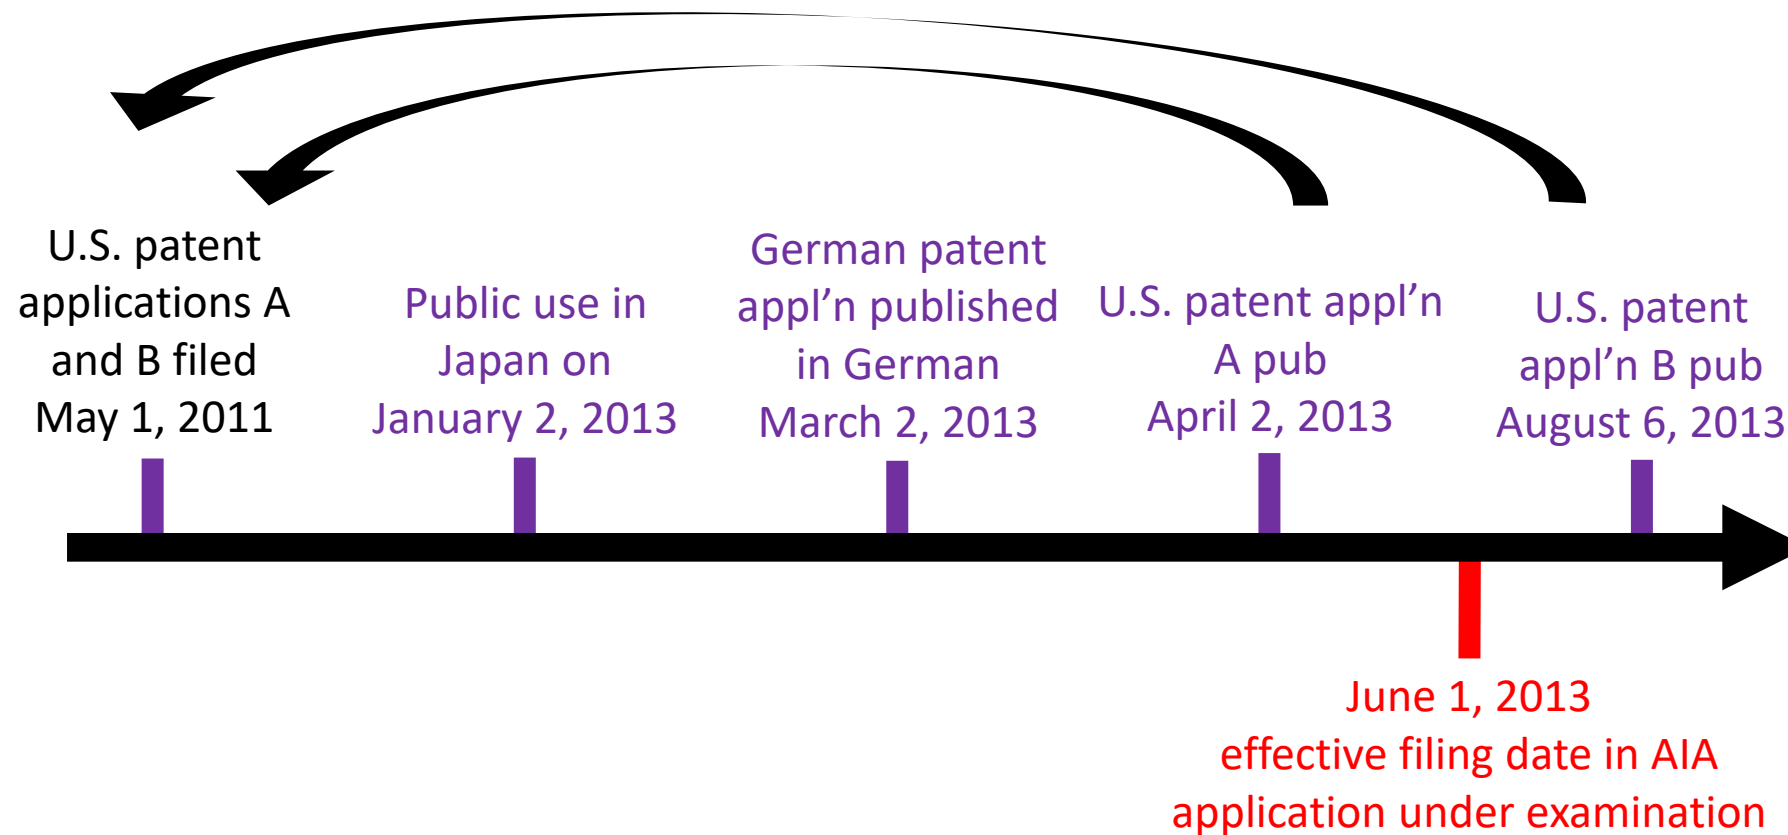 U.S. patent
applications A
and B filed
May 1, 2011
Public use in
Japan on
January 2, 2013
German patent
appl’n published
in German
March 2, 2013
U.S. patent appl’n
A pub
April 2, 2013
U.S. patent
appl’n B pub
August 6, 2013
June 1, 2013
effective filing date in AIA
application under examination